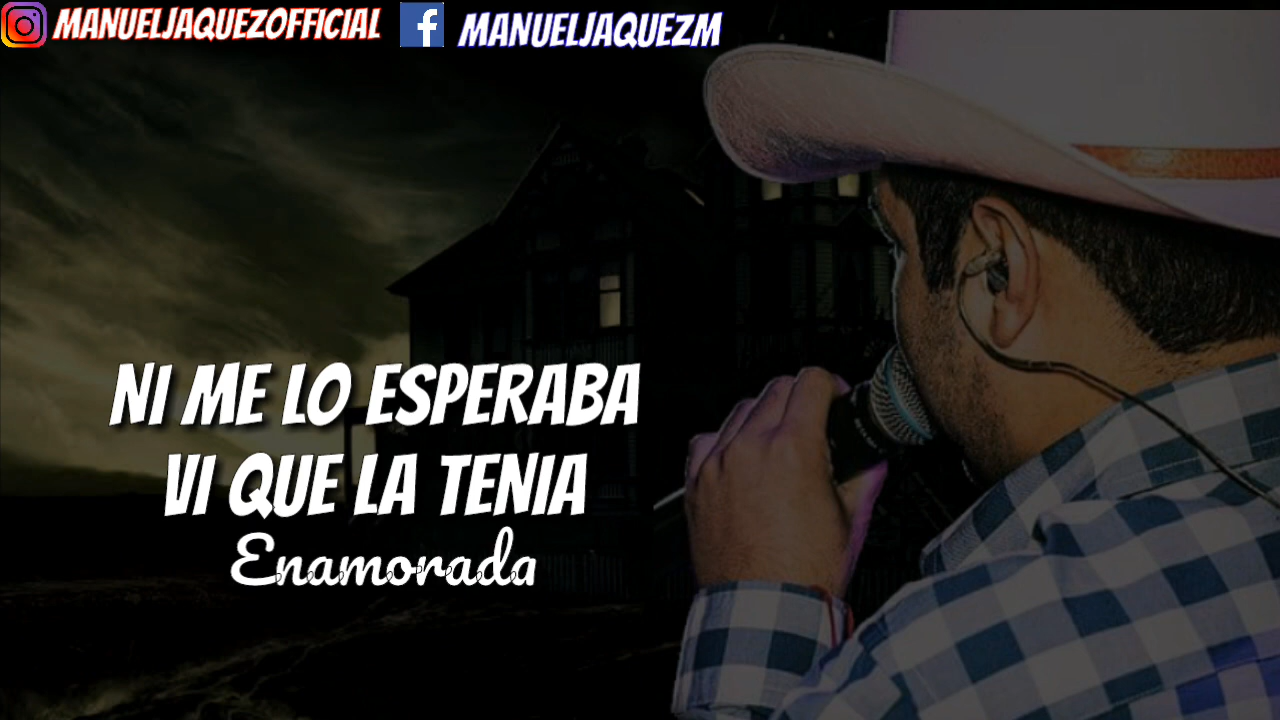 MANUELJAQUEZOFFICIAL MANUELJAQUEZM
NI ME LO ESPERABA
VI QUE LA TENIA
Enamorada